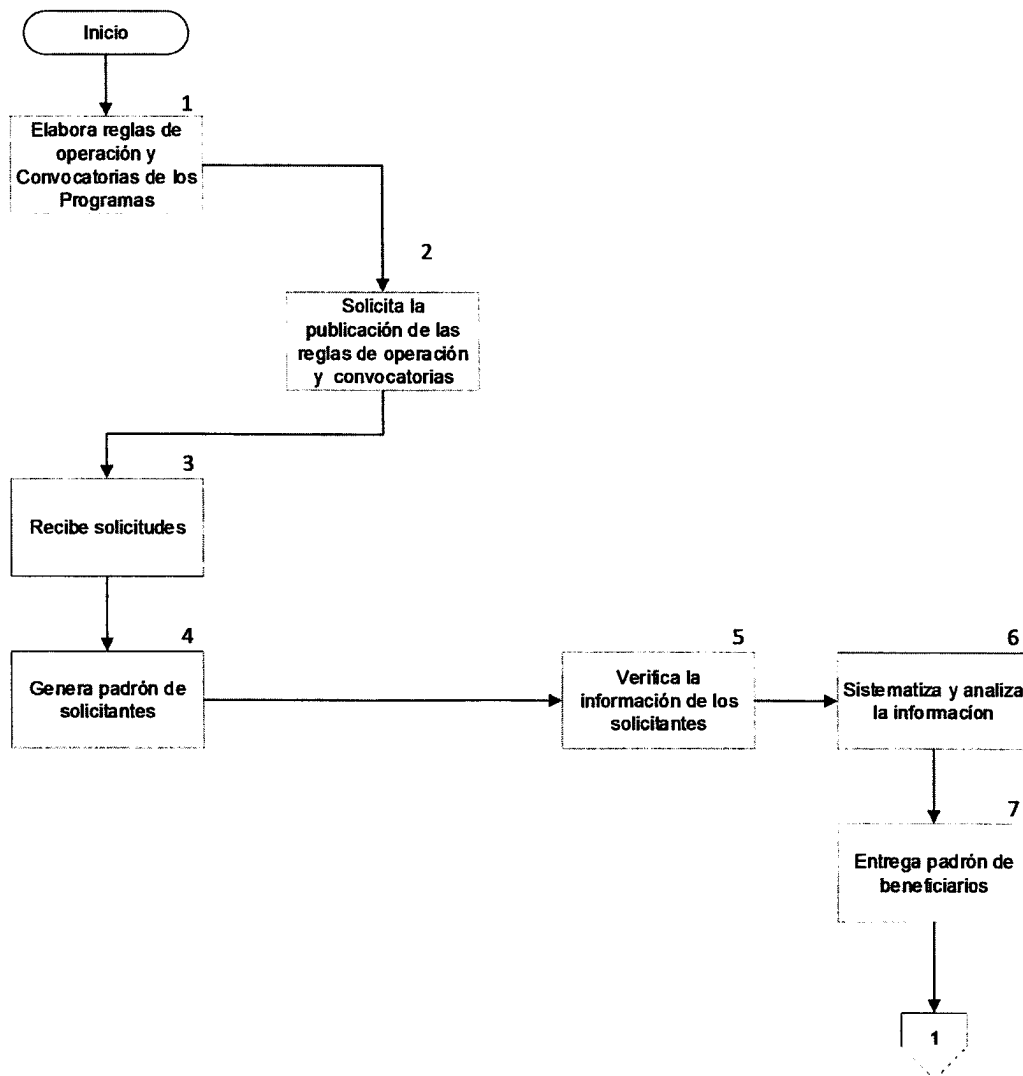 Inicio
1
Elabora reglas de
operación y
Convocatorias de los
Programas
2
Solicita la
publicación de las
reglas de operación
y convocatorias
3
Recibe solicitudes
4
Genera padrón de
solicitantes
5
Verifica la
información de los
solicitantes
6
Sistematiza y analiza
la informacíon
7
Entrega padrón de
beneficiarios
1